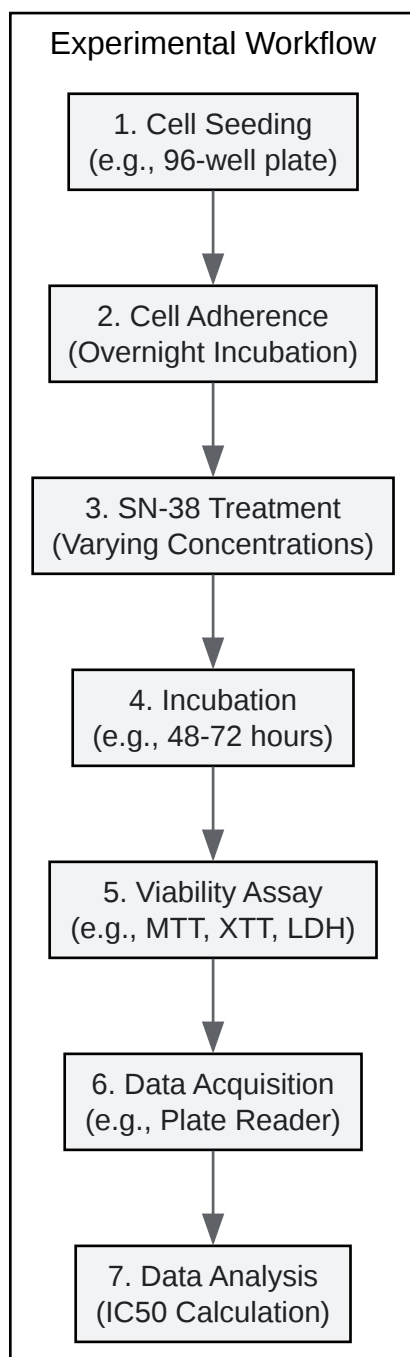 Experimental Workflow
1. Cell Seeding
(e.g., 96-well plate)
2. Cell Adherence
(Overnight Incubation)
3. SN-38 Treatment
(Varying Concentrations)
4. Incubation
(e.g., 48-72 hours)
5. Viability Assay
(e.g., MTT, XTT, LDH)
6. Data Acquisition
(e.g., Plate Reader)
7. Data Analysis
(IC50 Calculation)